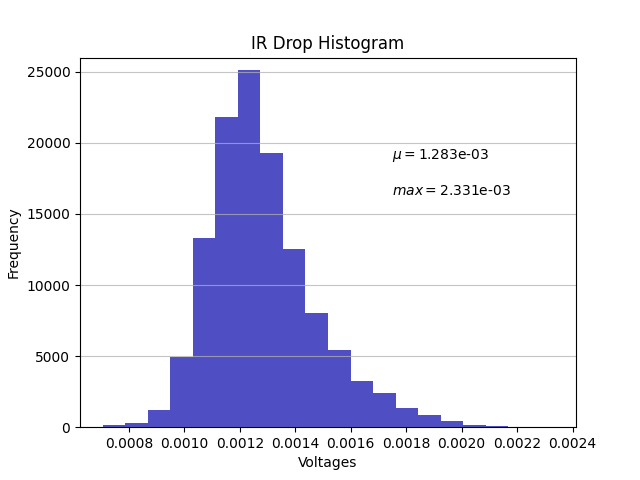 IR Drop Histogram
25000
20000
15000
10000
5000
0
Frequency
μ = 1.283e-03
max = 2.331e-03
0.0008 0.0010 0.0012 0.0014 0.0016 0.0018 0.0020 0.0022 0.0024
Voltages